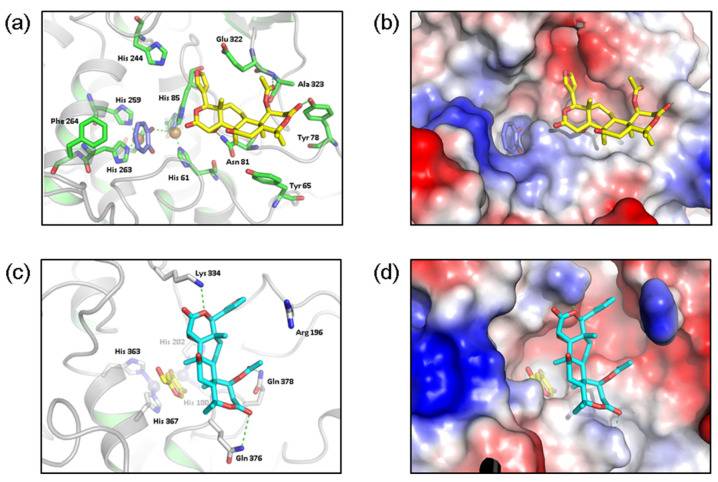 (a)
His 244
Glu 322
Ala 323
His 259
His 85
Phe 264
Tyr 78
His 263
Asn 81
His 61
Tyr 65
(b)
(c)
Lys 334
Arg 196
His 202
His 363
Gln 378
His 100
His 367
Gln 376
(d)